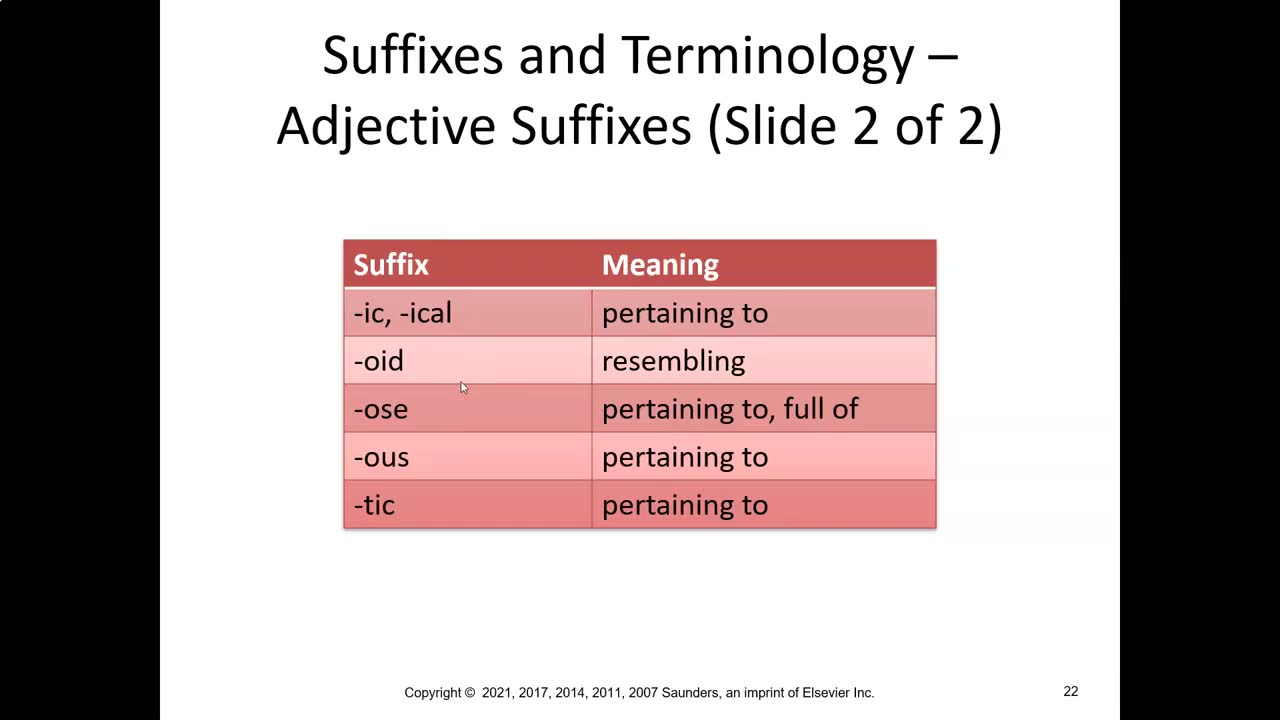 Suffixes and Terminology –
Adjective Suffixes (Slide 2 of 2)
Suffix Meaning
-ic, -ical pertaining to
-oid resembling
-ose pertaining to, full of
-ous pertaining to
-tic pertaining to
Copyright © 2021, 2017, 2014, 2011, 2007 Saunders, an imprint of Elsevier Inc.
22